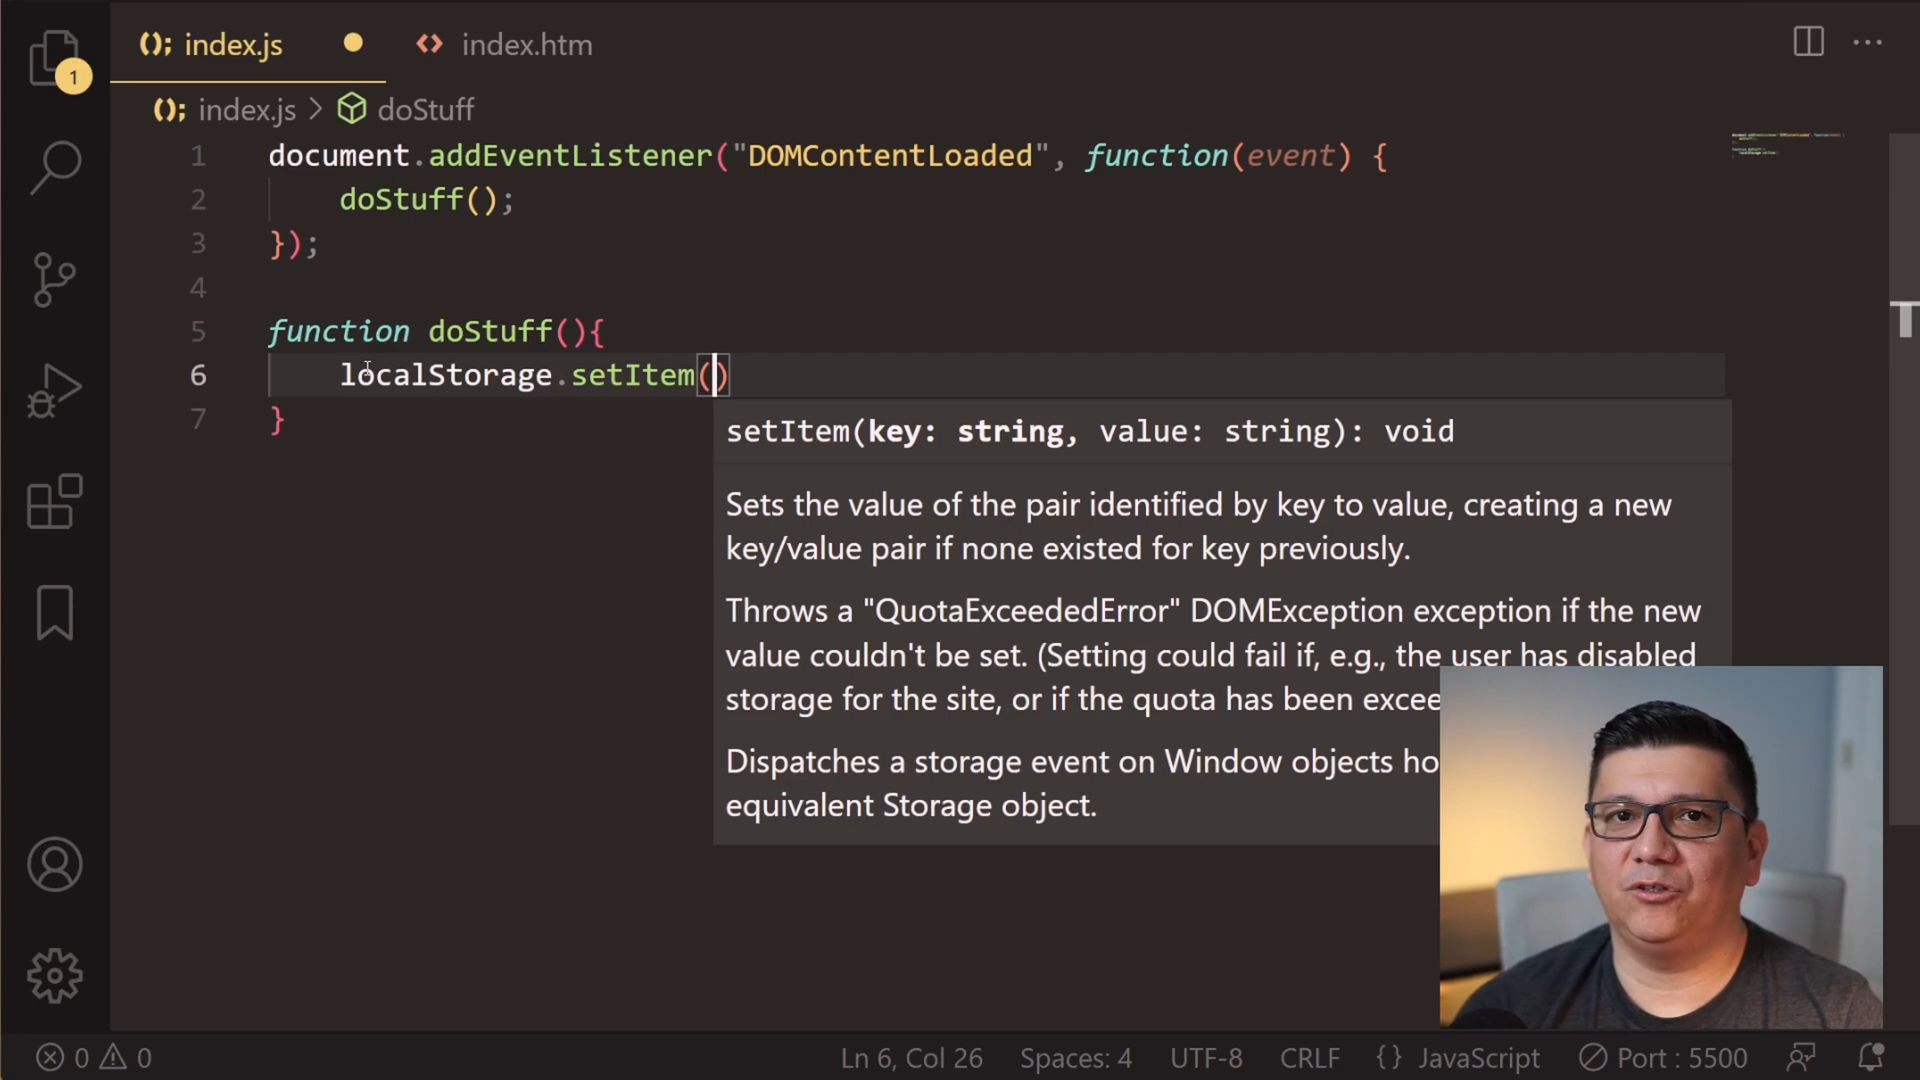 index.js index.htm
1
index.js > doStuff
1 document.addEventListener("DOMContentLoaded", function(event) {
2 doStuff();
3 });
4
5 function doStuff(){
6 localStorage.setItem()
7 }
setItem(key: string, value: string): void
Sets the value of the pair identified by key to value, creating a new
key/value pair if none existed for key previously.
Throws a "QuotaExceededError" DOMException exception if the new
value couldn't be set. (Setting could fail if, e.g., the user has disabled
storage for the site, or if the quota has been excee
Dispatches a storage event on Window objects ho
equivalent Storage object.
0 0 Ln 6, Col 26 Spaces: 4 UTF-8 CRLF {} JavaScript Port : 5500